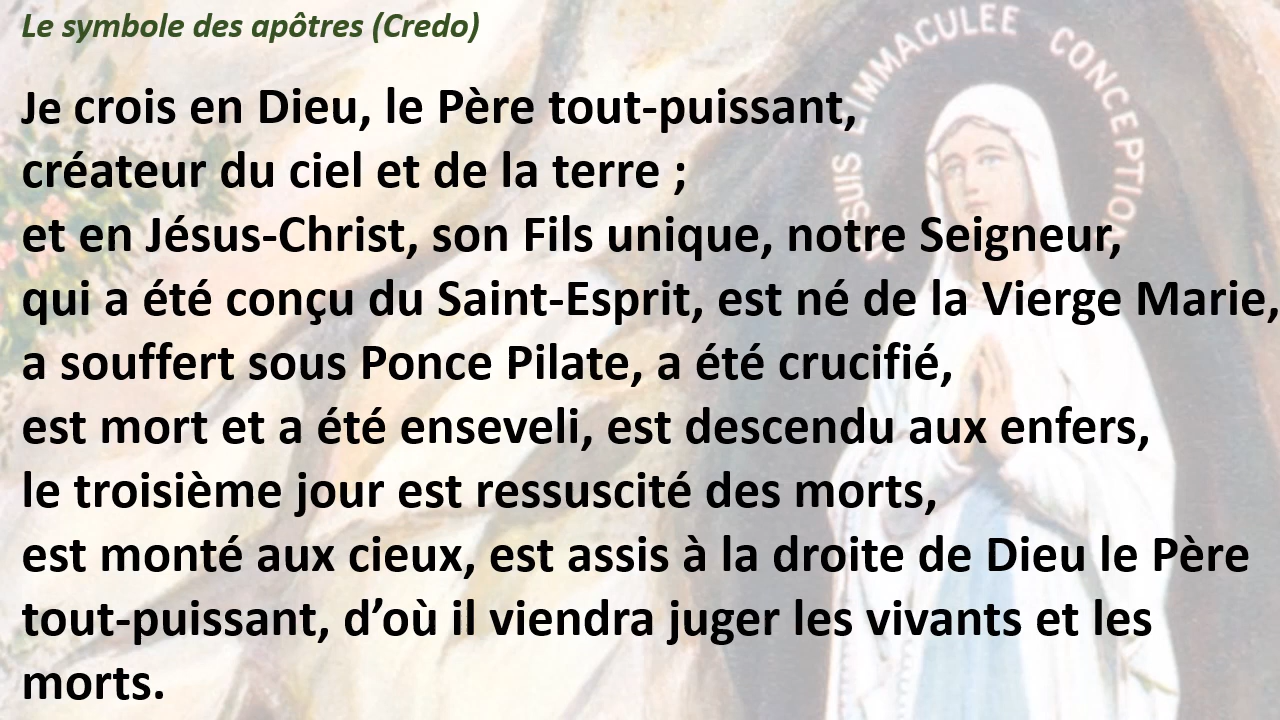 Le symbole des apôtres (Credo)
Je crois en Dieu, le Père tout-puissant,
créateur du ciel et de la terre ;
et en Jésus-Christ, son Fils unique, notre Seigneur,
qui a été conçu du Saint-Esprit, est né de la Vierge Marie,
a souffert sous Ponce Pilate, a été crucifié,
est mort et a été enseveli, est descendu aux enfers,
le troisième jour est ressuscité des morts,
est monté aux cieux, est assis à la droite de Dieu le Père
tout-puissant, d’où il viendra juger les vivants et les
morts.
SUIS L'IMMACULEE CONCEPTION